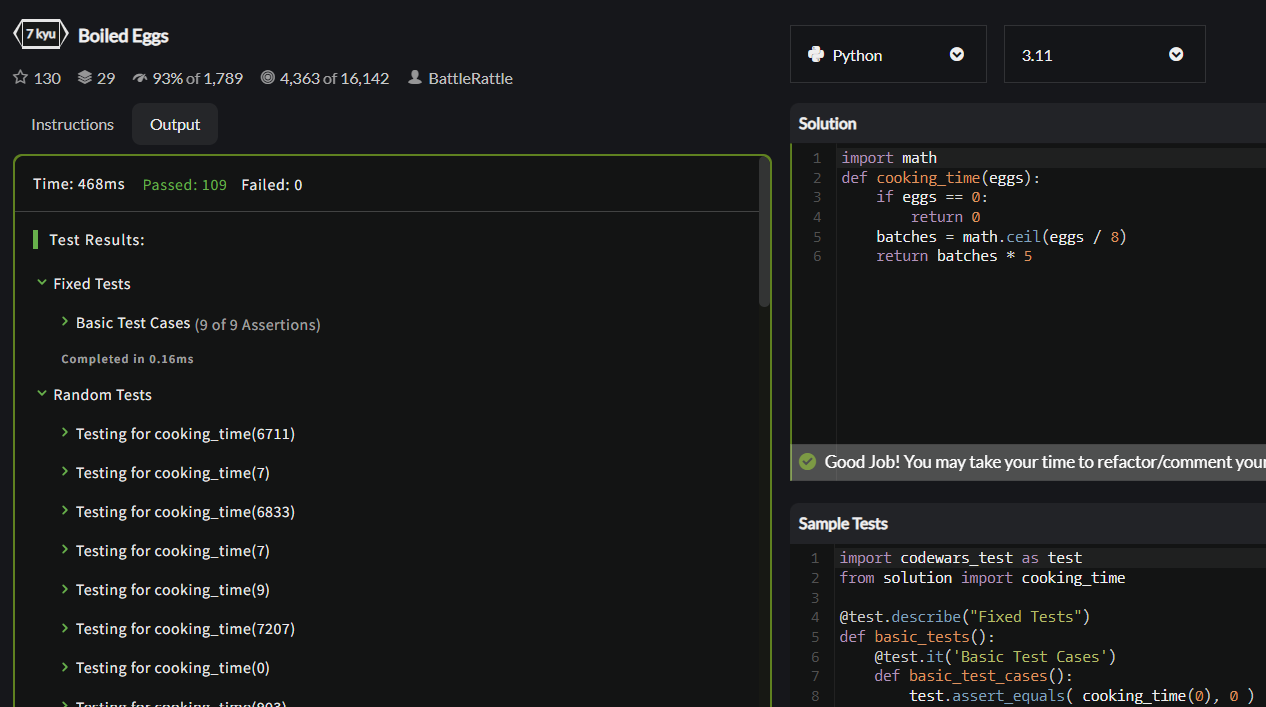 7 kyu Boiled Eggs
130 29 93% of 1,789 4,363 of 16,142 BattleRattle
Instructions Output
Time: 468ms Passed: 109 Failed: 0
Test Results:
Fixed Tests
Basic Test Cases (9 of 9 Assertions)
Completed in 0.16ms
Random Tests
Testing for cooking_time(6711)
Testing for cooking_time(7)
Testing for cooking_time(6833)
Testing for cooking_time(7)
Testing for cooking_time(9)
Testing for cooking_time(7207)
Testing for cooking_time(0)
Python 3.11
Solution
1 import math
2 def cooking_time(eggs):
3     if eggs == 0:
4         return 0
5     batches = math.ceil(eggs / 8)
6     return batches * 5
Good Job! You may take your time to refactor/comment your
Sample Tests
1 import codewars_test as test
2 from solution import cooking_time
3
4 @test.describe("Fixed Tests")
5 def basic_tests():
6     @test.it('Basic Test Cases')
7     def basic_test_cases():
8         test.assert_equals( cooking_time(0), 0 )